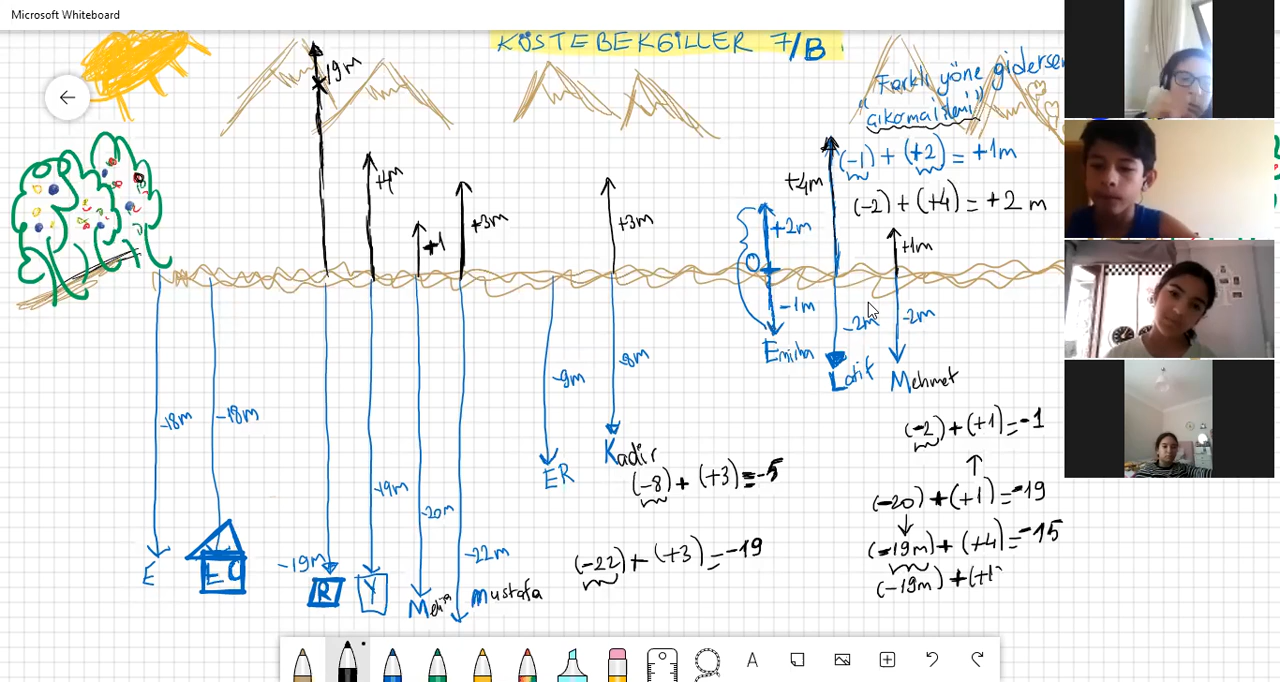 Microsoft Whiteboard
KÖSTEBEKGİLLER 7/B
"Farklı yöne giderse
çıkarma işlemi"
(-1) + (+2) = +1m
(-2) + (+4) = +2 m
19m
+4m
+1
+3m
+3m
+2m
0
-1m
Emirha
+4m
-2m
Latif
+1m
-2m
Mehmet
-18m
E
-18m
EC
-19m
R
-19m
Y
-20m
-22m
Mustafa
-9m
ER
-8m
Kadir
(-8) + (+3) = -5
(-22) + (+3) = -19
(-2) + (+1) = -1
(-20) + (+1) = -19
(-19m) + (+4) = -15
(-19m) + (+1
A